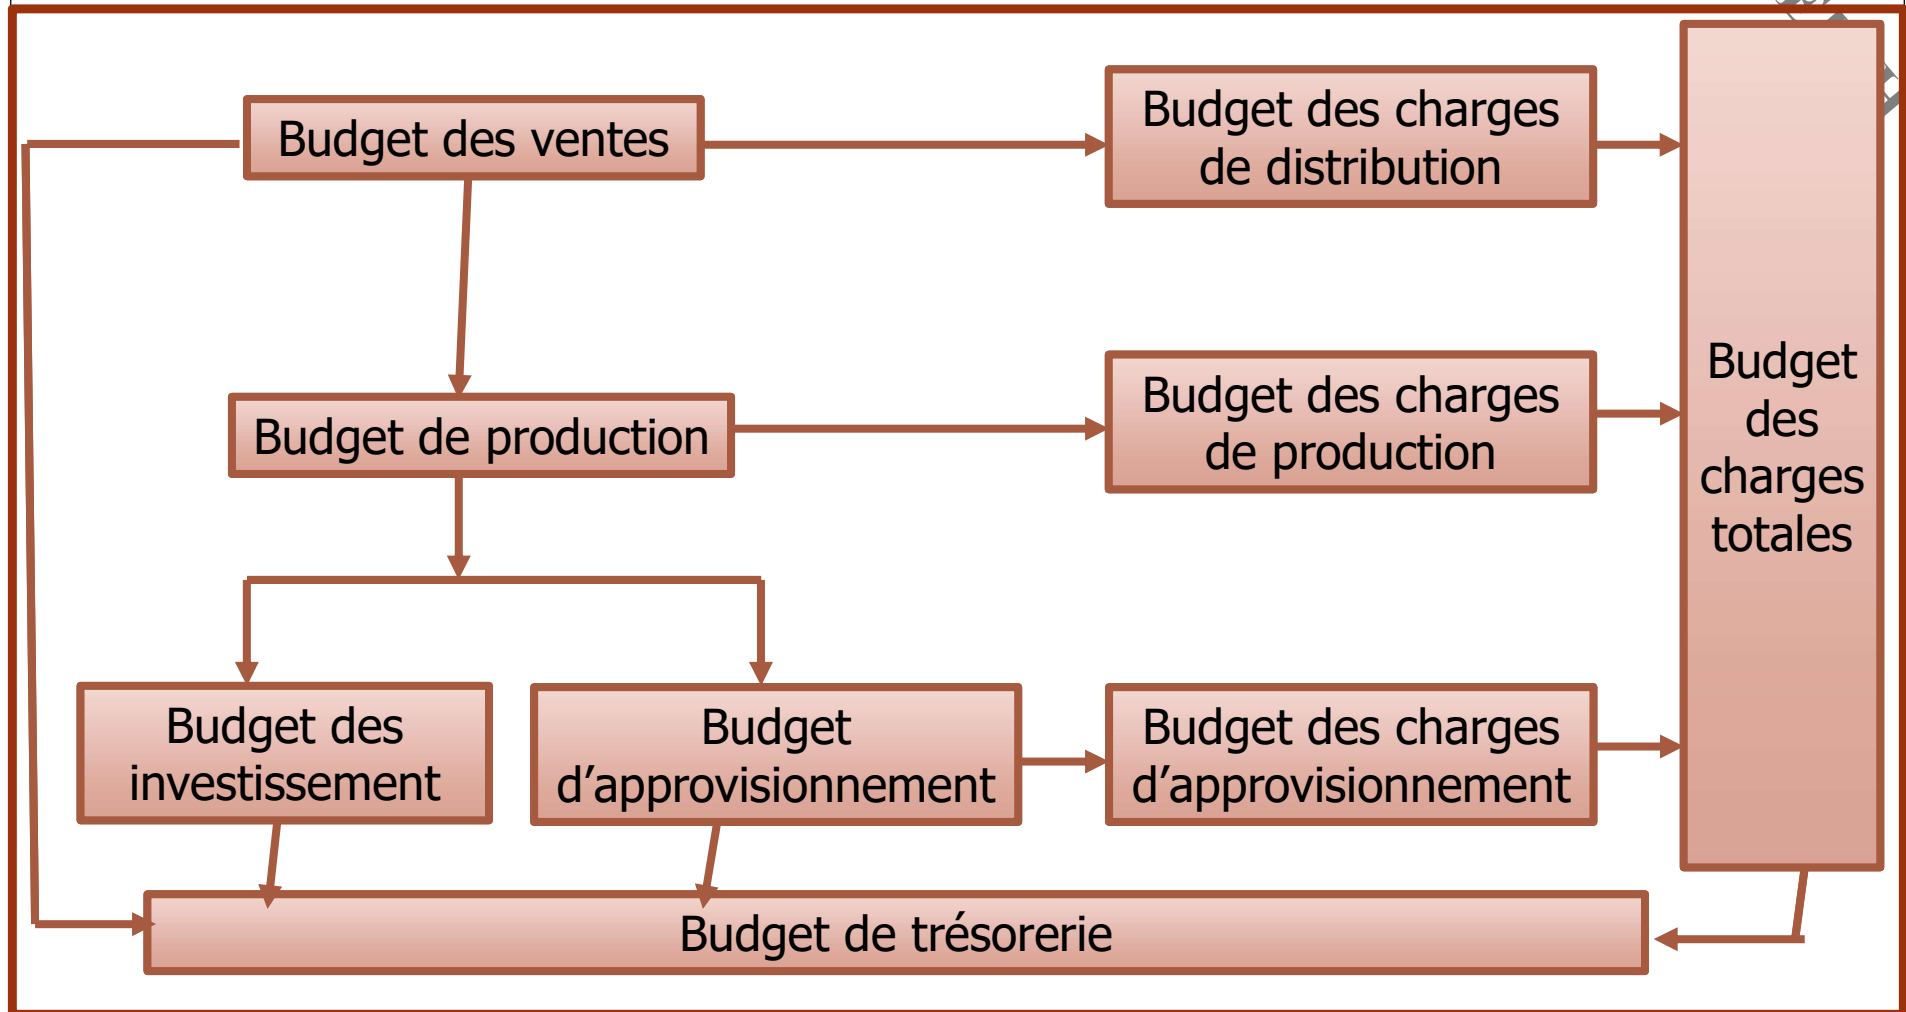 Budget des ventes
Budget des charges
de distribution
Budget de production
Budget des charges
de production
Budget
des
charges
totales
Budget des
investissement
Budget
d’approvisionnement
Budget des charges
d’approvisionnement
Budget de trésorerie